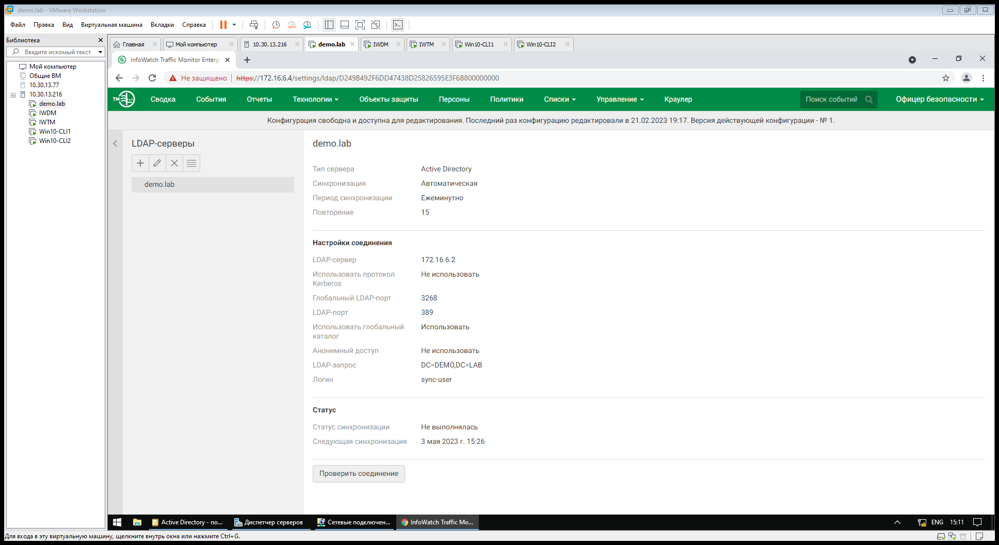 demo.lab - VMware Workstation
Файл Правка Вид Виртуальная машина Вкладки Справка
Библиотека
Введите искомый текст
Мой компьютер
Общие ВМ
10.30.13.77
10.30.13.216
demo.lab
IWDM
IWTM
Win10-CLI1
Win10-CLI2
Главная Мой компьютер 10.30.13.216 demo.lab IWDM IWTM Win10-CLI1 Win10-CLI2
InfoWatch Traffic Monitor Enterp
Не защищено https://172.16.6.4/settings/ldap/D249B492F6DD47438D25826595E3F6B800000000
TM Сводка События Отчеты Технологии Объекты защиты Персоны Политики Списки Управление Краулер Поиск событий Офицер безопасности
Конфигурация свободна и доступна для редактирования. Последний раз конфигурацию редактировали в 21.02.2023 19:17. Версия действующей конфигурации - № 1.
LDAP-серверы
demo.lab
demo.lab
Тип сервера Active Directory
Синхронизация Автоматическая
Период синхронизации Ежеминутно
Повторение 15
Настройки соединения
LDAP-сервер 172.16.6.2
Использовать протокол Kerberos Не использовать
Глобальный LDAP-порт 3268
LDAP-порт 389
Использовать глобальный каталог Использовать
Анонимный доступ Не использовать
LDAP-запрос DC=DEMO,DC=LAB
Логин sync-user
Статус
Статус синхронизации Не выполнялась
Следующая синхронизация 3 мая 2023 г. 15:26
Проверить соединение
Active Directory - по... Диспетчер серверов Сетевые подключен... InfoWatch Traffic Mo... ENG 15:11
Для входа в эту виртуальную машину, щелкните внутрь окна или нажмите Ctrl+G.